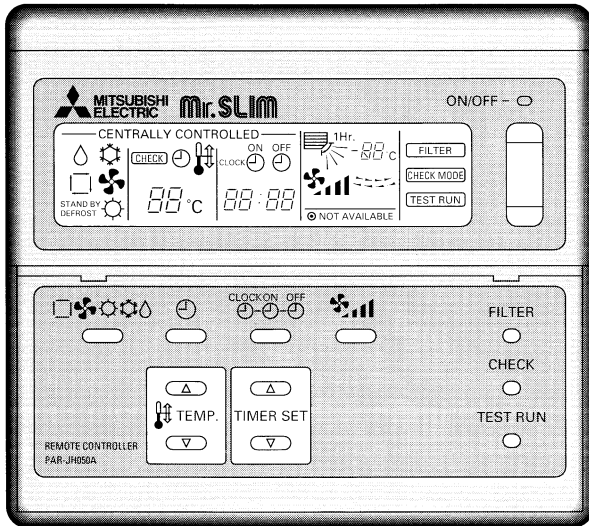 MITSUBISHI ELECTRIC Mr.SLIM
ON/OFF
CENTRALLY CONTROLLED
CHECK
CLOCK ON OFF
1Hr.
-88°C
FILTER
CHECK MODE
TEST RUN
STAND BY
DEFROST
88°C
88:88
NOT AVAILABLE
CLOCK ON OFF
FILTER
CHECK
TEST RUN
TEMP.
TIMER SET
REMOTE CONTROLLER
PAR-JH050A